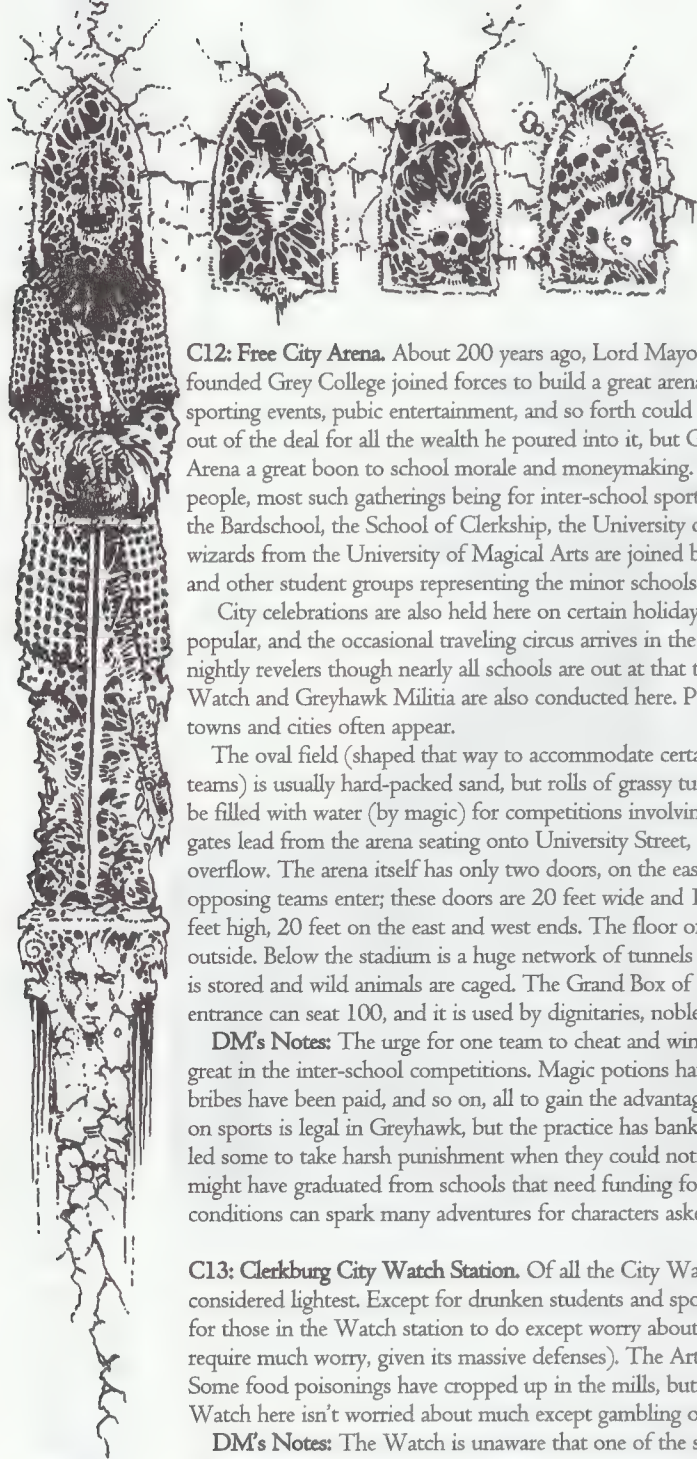 C12: Free City Arena. About 200 years ago, Lord Mayo
founded Grey College joined forces to build a great arena
sporting events, pubic entertainment, and so forth could
out of the deal for all the wealth he poured into it, but
Arena a great boon to school morale and moneymaking.
people, most such gatherings being for inter-school sport
the Bardschool, the School of Clerkship, the University
wizards from the University of Magical Arts are joined
and other student groups representing the minor schools
City celebrations are also held here on certain holiday
popular, and the occasional traveling circus arrives in the
nightly revelers though nearly all schools are out at that
Watch and Greyhawk Militia are also conducted here.
towns and cities often appear.
The oval field (shaped that way to accommodate certa
teams) is usually hard-packed sand, but rolls of grassy tu
be filled with water (by magic) for competitions involvin
gates lead from the arena seating onto University Street,
overflow. The arena itself has only two doors, on the eas
opposing teams enter; these doors are 20 feet wide and
feet high, 20 feet on the east and west ends. The floor o
outside. Below the stadium is a huge network of tunnels
is stored and wild animals are caged. The Grand Box of
entrance can seat 100, and it is used by dignitaries, noble
DM's Notes: The urge for one team to cheat and win
great in the inter-school competitions. Magic potions ha
bribes have been paid, and so on, all to gain the advantag
on sports is legal in Greyhawk, but the practice has bank
led some to take harsh punishment when they could not
might have graduated from schools that need funding fo
conditions can spark many adventures for characters aske
C13: Clerkburg City Watch Station. Of all the City Wa
considered lightest. Except for drunken students and spo
for those in the Watch station to do except worry about
require much worry, given its massive defenses). The Art
Some food poisonings have cropped up in the mills, but
Watch here isn't worried about much except gambling o
DM's Notes: The Watch is unaware that one of the s